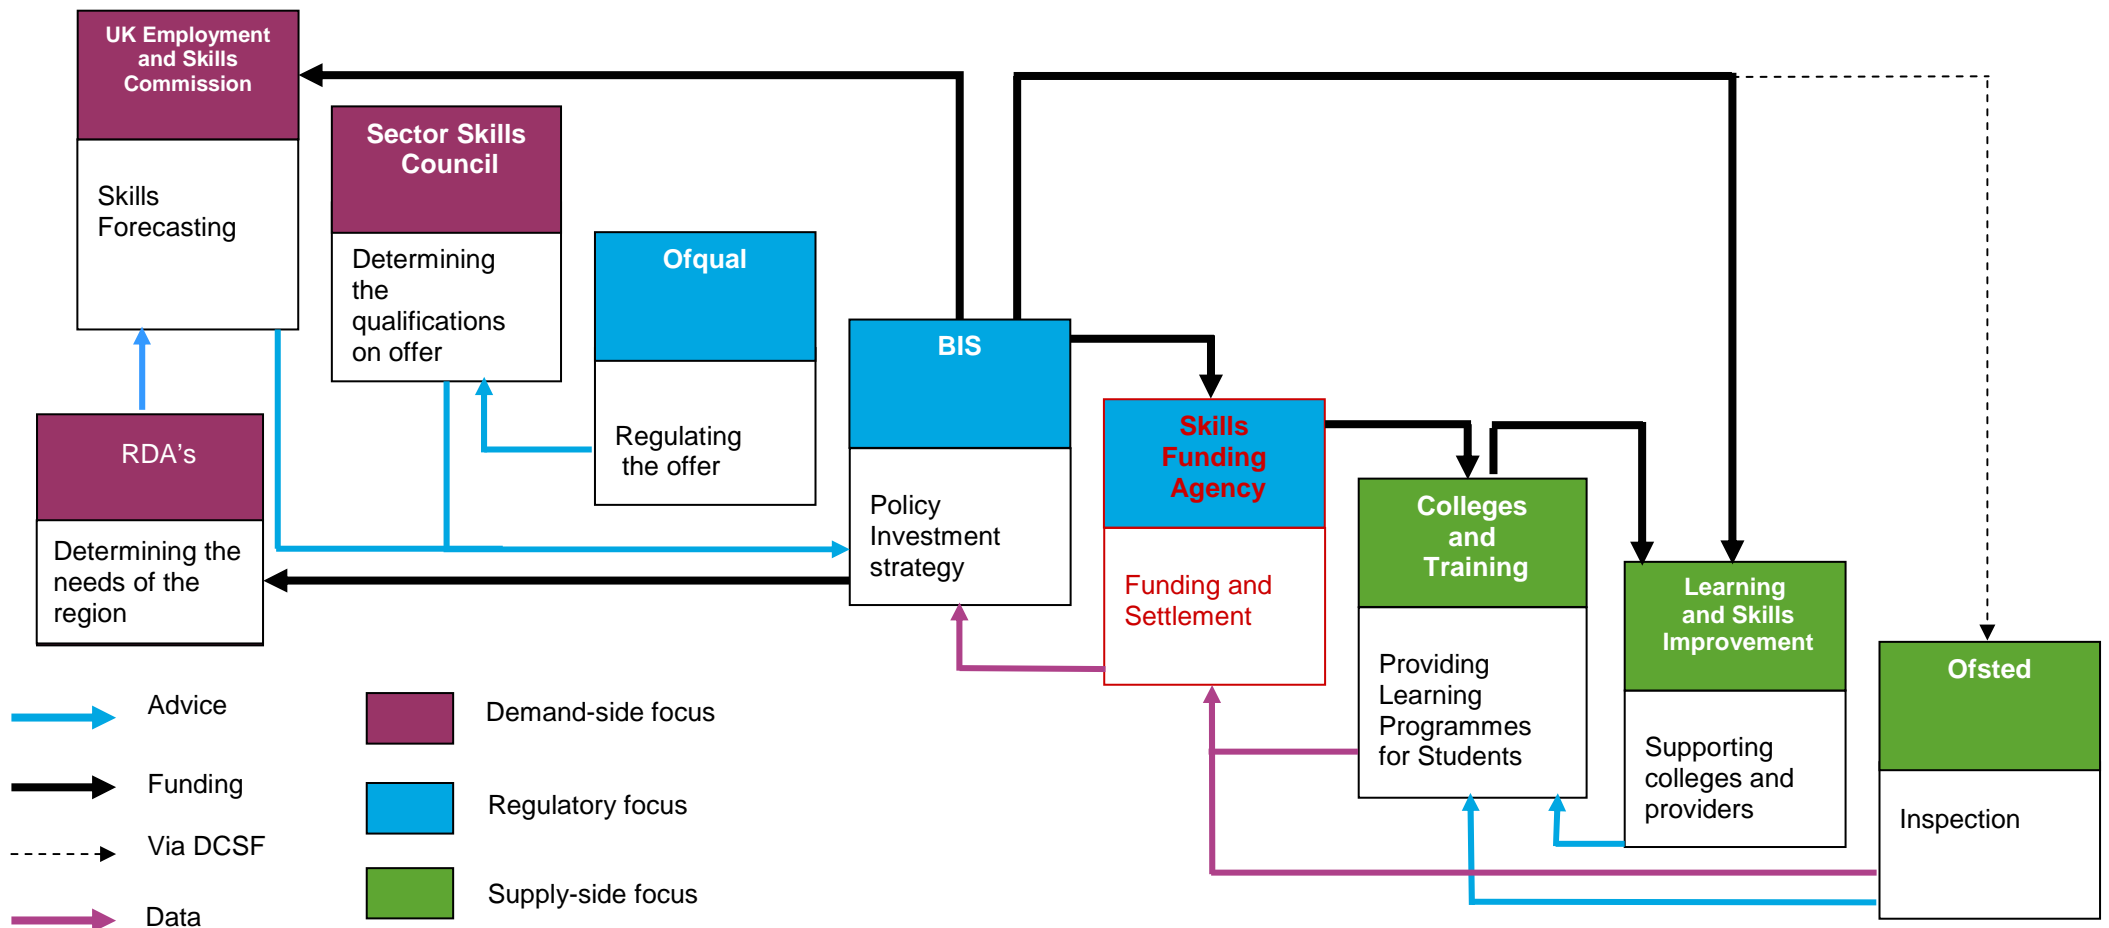 UK Employment
and Skills
Commission
Skills
Forecasting
Sector Skills
Council
Determining
the
qualifications
on offer
Ofqual
Regulating
the offer
RDA's
Determining the
needs of the
region
BIS
Policy
Investment
strategy
Skills
Funding
Agency
Funding and
Settlement
Colleges
and
Training
Providing
Learning
Programmes
for Students
Learning
and Skills
Improvement
Supporting
colleges and
providers
Ofsted
Inspection
Advice
Funding
Via DCSF
Data
Demand-side focus
Regulatory focus
Supply-side focus